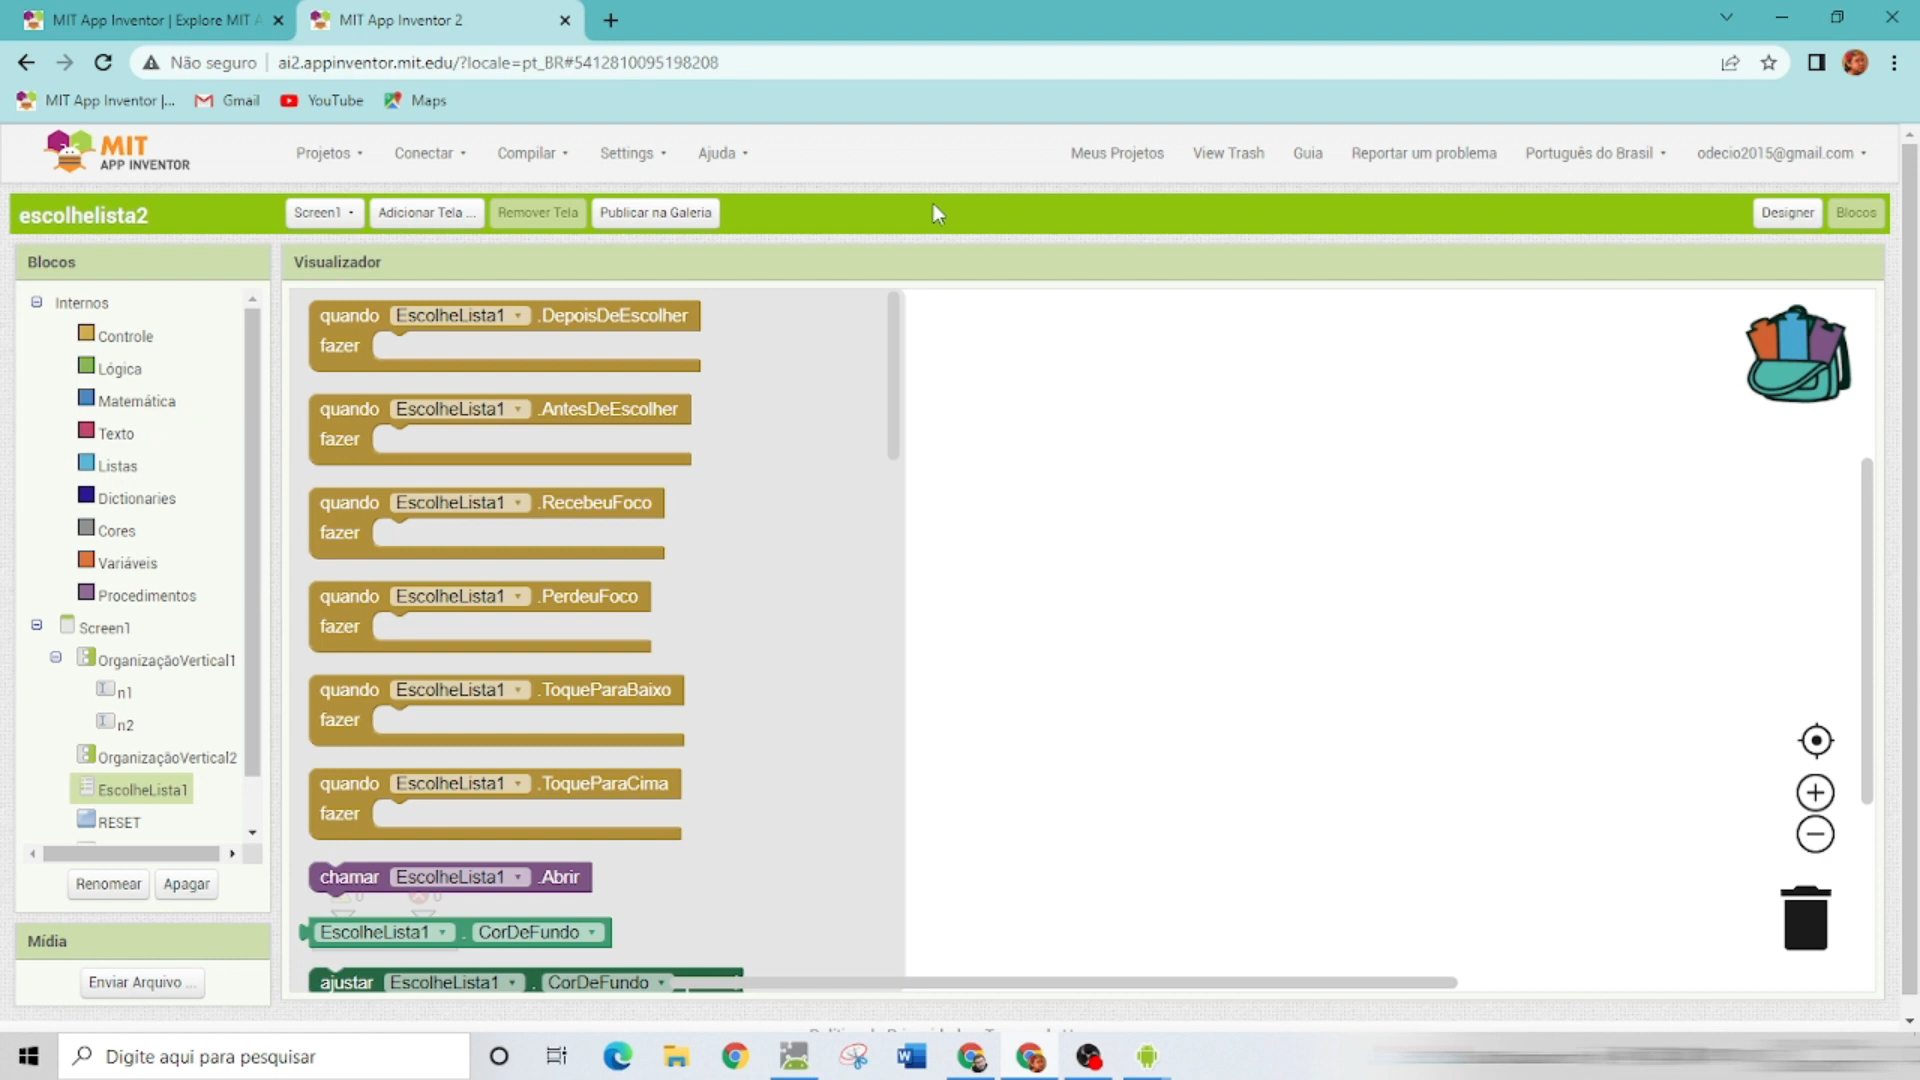 MIT App Inventor | Explore MIT A
MIT App Inventor 2
Não seguro
ai2.appinventor.mit.edu/?locale=pt_BR#5412810095198208
MIT App Inventor |...
Gmail
YouTube
Maps
MIT
APP INVENTOR
Projetos
Conectar
Compilar
Settings
Ajuda
Meus Projetos
View Trash
Guia
Reportar um problema
Português do Brasil
odecio2015@gmail.com
escolhelista2
Screen1
Adicionar Tela ...
Remover Tela
Publicar na Galeria
Designer
Blocos
Blocos
Visualizador
Internos
Controle
Lógica
Matemática
Texto
Listas
Dictionaries
Cores
Variáveis
Procedimentos
Screen1
OrganizaçãoVertical1
n1
n2
OrganizaçãoVertical2
EscolheLista1
RESET
Renomear
Apagar
Mídia
Enviar Arquivo ...
quando EscolheLista1 .DepoisDeEscolher
fazer
quando EscolheLista1 .AntesDeEscolher
fazer
quando EscolheLista1 .RecebeuFoco
fazer
quando EscolheLista1 .PerdeuFoco
fazer
quando EscolheLista1 .ToqueParaBaixo
fazer
quando EscolheLista1 .ToqueParaCima
fazer
chamar EscolheLista1 .Abrir
0 0
EscolheLista1 . CorDeFundo
ajustar EscolheLista1 . CorDeFundo
Digite aqui para pesquisar